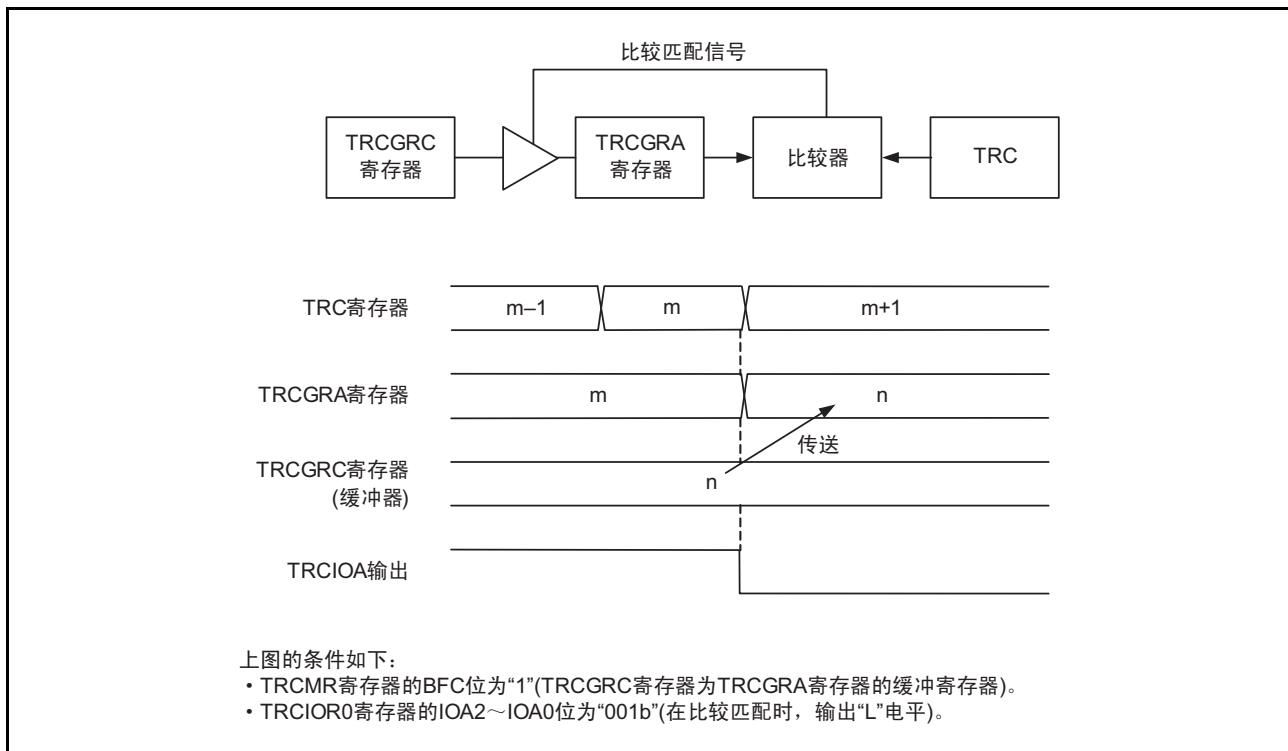 比较匹配信号
TRCGRC
寄存器
TRCGRA
寄存器
比较器
TRC
TRC寄存器
m–1
m
m+1
TRCGRA寄存器
m
n
传送
TRCGRC寄存器
(缓冲器)
n
TRCIOA输出
上图的条件如下：
・TRCMR寄存器的BFC位为“1”(TRCGRC寄存器为TRCGRA寄存器的缓冲寄存器)。
・TRCIOR0寄存器的IOA2～IOA0位为“001b”(在比较匹配时，输出“L”电平)。